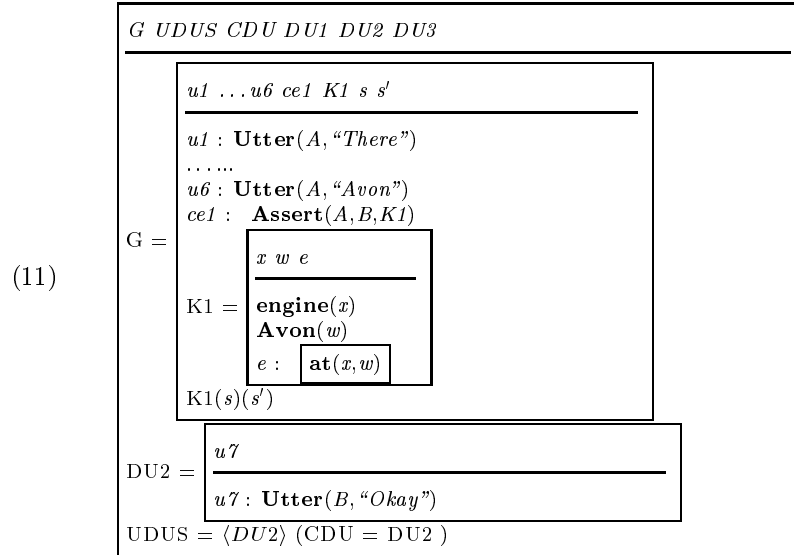 G UDUS CDU DU1 DU2 DU3
u1 ...u6 ce1 K1 s s′
u1 : Utter(A, “There”)
......
u6 : Utter(A, “Avon”)
ce1 : Assert(A,B,K1)
G =
(11)
x w e
K1 =
engine(x)
Avon(w)
e : at(x,w)
K1(s)(s′)
u7
DU2 =
u7 : Utter(B, “Okay”)
UDUS = ⟨DU2⟩ (CDU = DU2 )